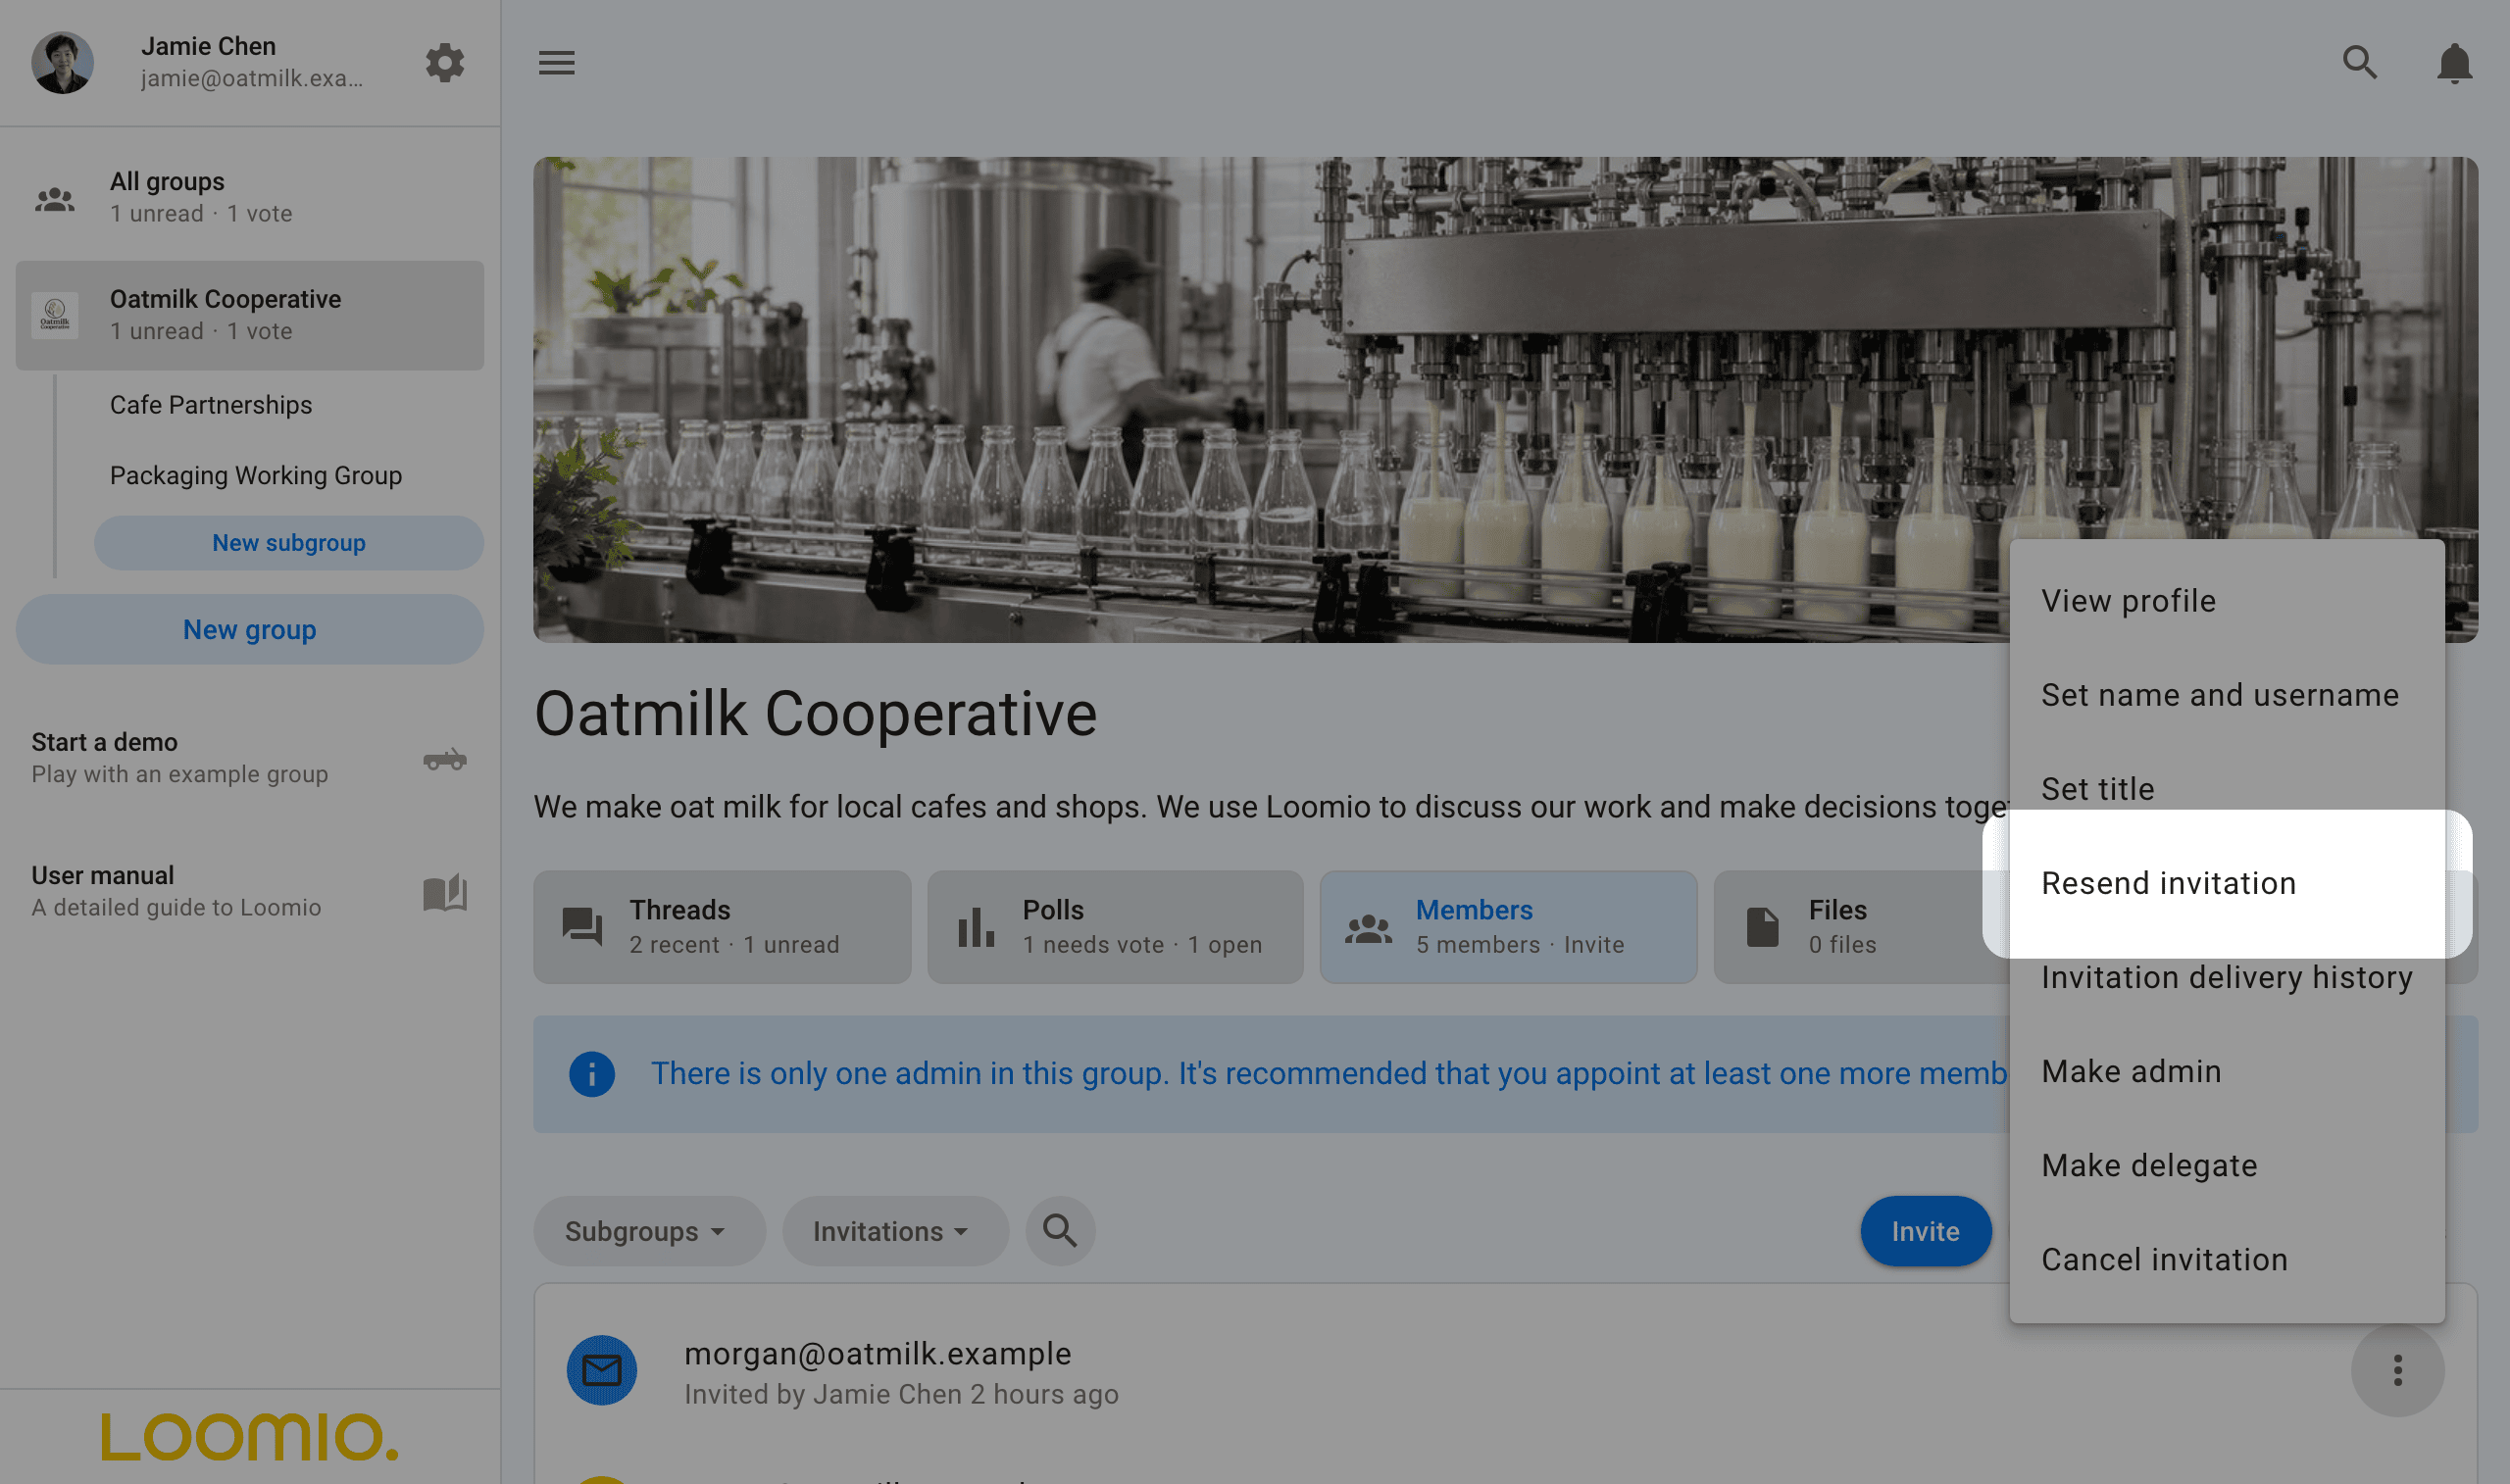 Jamie Chen
jamie@oatmilk.exa...
All groups
1 unread · 1 vote
Oatmilk Cooperative
Oatmilk Cooperative
1 unread · 1 vote
Cafe Partnerships
Packaging Working Group
New subgroup
New group
Start a demo
Play with an example group
User manual
A detailed guide to Loomio
LOOMIO.
Oatmilk Cooperative
We make oat milk for local cafes and shops. We use Loomio to discuss our work and make decisions toge
Threads
2 recent · 1 unread
Polls
1 needs vote · 1 open
Members
5 members · Invite
Files
0 files
There is only one admin in this group. It's recommended that you appoint at least one more memb
Subgroups
Invitations
Invite
morgan@oatmilk.example
Invited by Jamie Chen 2 hours ago
View profile
Set name and username
Set title
Resend invitation
Invitation delivery history
Make admin
Make delegate
Cancel invitation